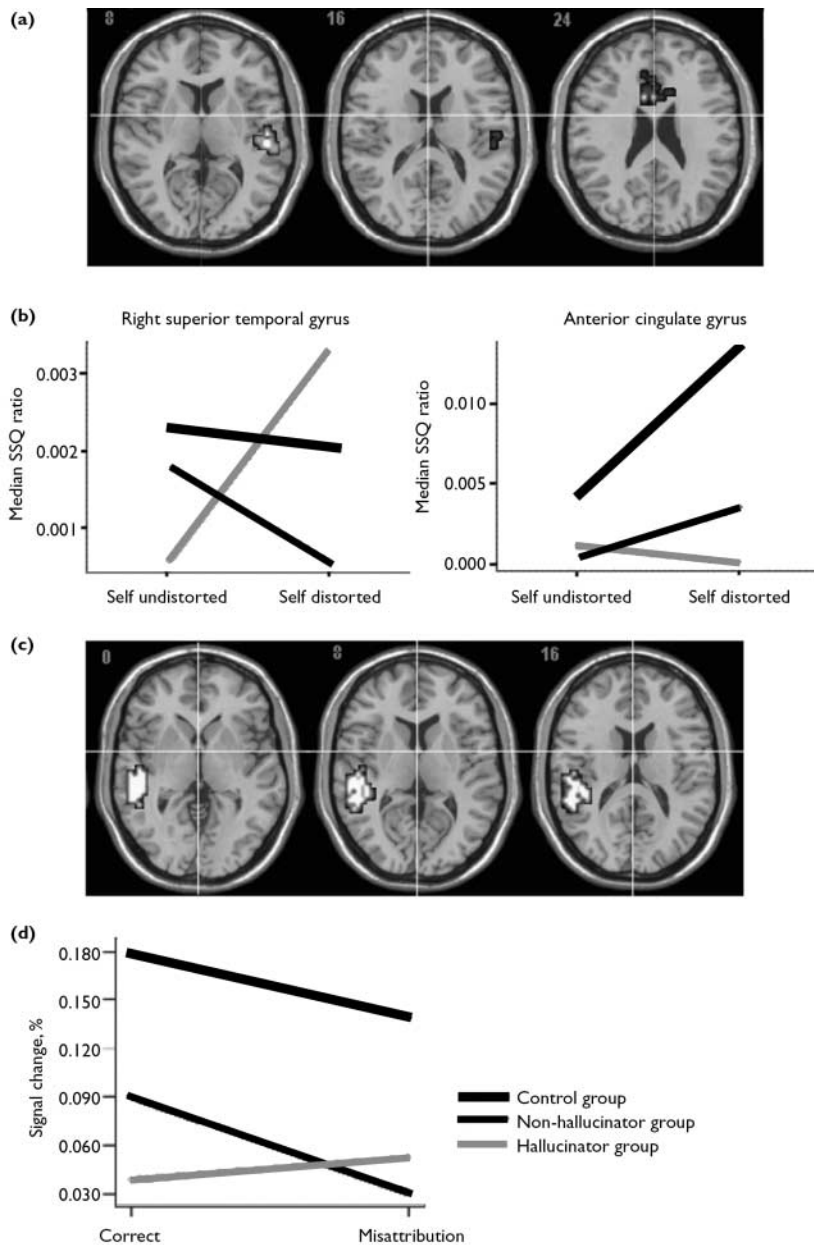 (a)
8 16 24
(b)
Right superior temporal gyrus
Median SSQ ratio
0.003
0.002
0.001
Self undistorted Self distorted
Anterior cingulate gyrus
Median SSQ ratio
0.010
0.005
0.000
Self undistorted Self distorted
(c)
0 8 16
(d)
Signal change, %
0.180
0.150
0.120
0.090
0.060
0.030
Correct Misattribution
Control group
Non-hallucinator group
Hallucinator group